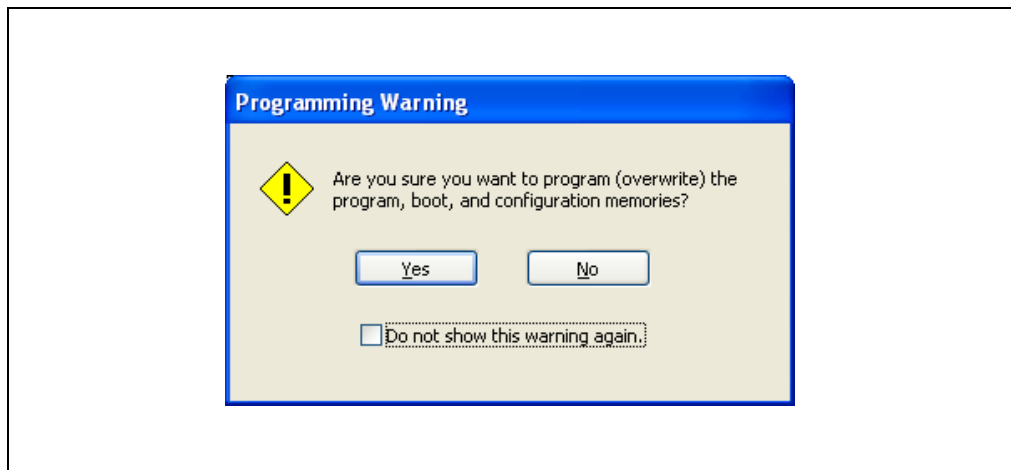 Programming Warning
Are you sure you want to program (overwrite) the
program, boot, and configuration memories?
Yes No
Do not show this warning again.